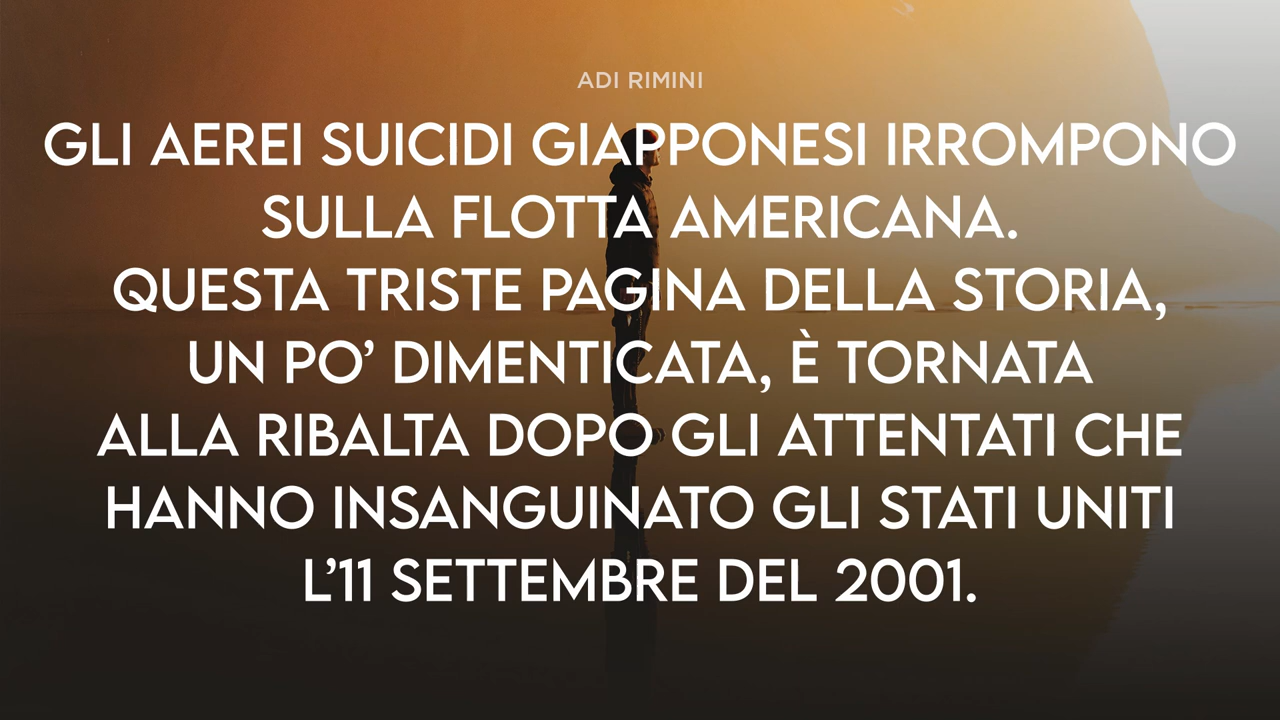 ADI RIMINI
GLI AEREI SUICIDI GIAPPONESI IRROMPONO
SULLA FLOTTA AMERICANA.
QUESTA TRISTE PAGINA DELLA STORIA,
UN PO’ DIMENTICATA, È TORNATA
ALLA RIBALTA DOPO GLI ATTENTATI CHE
HANNO INSANGUINATO GLI STATI UNITI
L’11 SETTEMBRE DEL 2001.